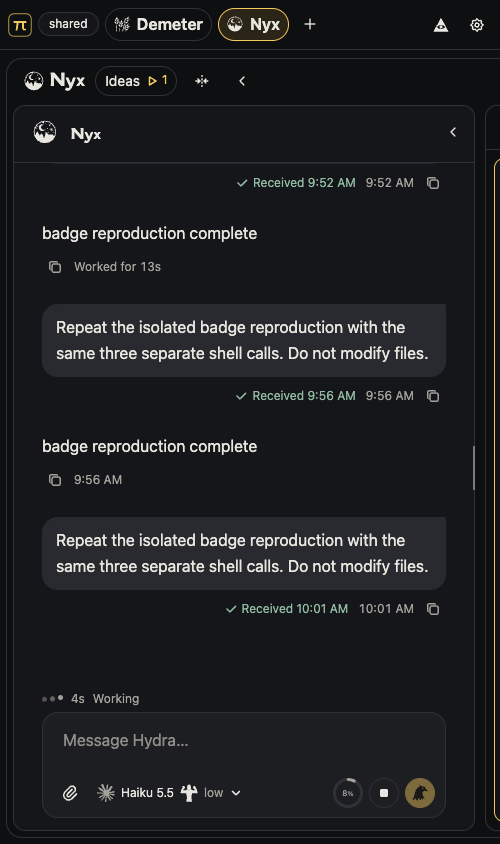 π shared Demeter Nyx +
Nyx Ideas 1
Nyx
Received 9:52 AM 9:52 AM
badge reproduction complete
Worked for 13s
Repeat the isolated badge reproduction with the
same three separate shell calls. Do not modify files.
Received 9:56 AM 9:56 AM
badge reproduction complete
9:56 AM
Repeat the isolated badge reproduction with the
same three separate shell calls. Do not modify files.
Received 10:01 AM 10:01 AM
4s Working
Message Hydra...
Haiku 5.5 low 8%